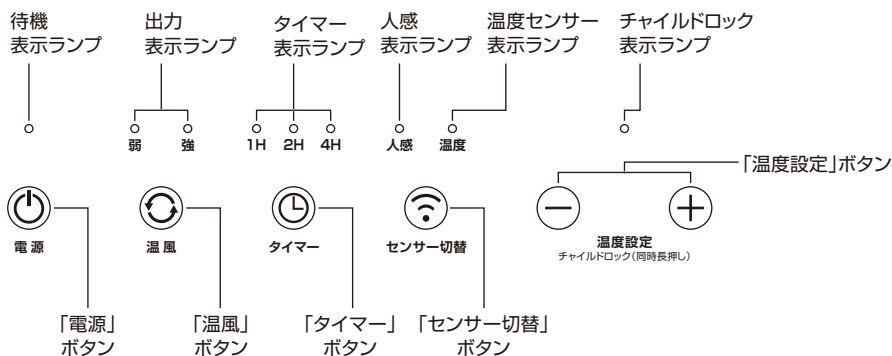 待機
表示ランプ
出力
表示ランプ
タイマー
表示ランプ
人感
表示ランプ
温度センサー
表示ランプ
チャイルドロック
表示ランプ
弱
強
1H
2H
4H
人感
温度
「温度設定」ボタン
電源
温風
タイマー
センサー切替
温度設定
チャイルドロック(同時長押し)
「電源」
ボタン
「温風」
ボタン
「タイマー」
ボタン
「センサー切替」
ボタン